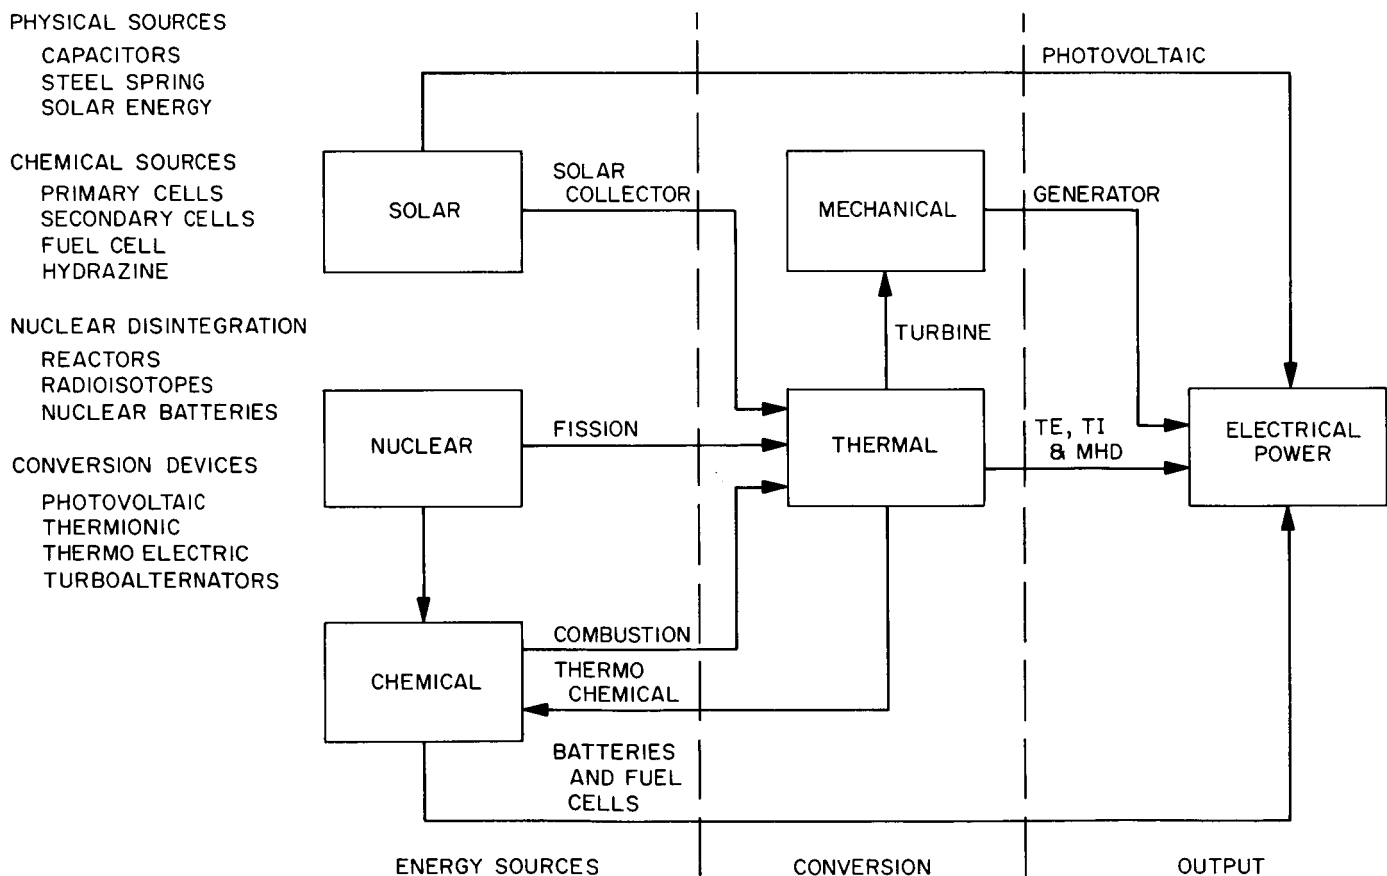 PHYSICAL SOURCES
CAPACITORS
STEEL SPRING
SOLAR ENERGY
CHEMICAL SOURCES
PRIMARY CELLS
SECONDARY CELLS
FUEL CELL
HYDRAZINE
NUCLEAR DISINTEGRATION
REACTORS
RADIOISOTOPES
NUCLEAR BATTERIES
CONVERSION DEVICES
PHOTOVOLTAIC
THERMIONIC
THERMO ELECTRIC
TURBOALTERNATORS
PHOTOVOLTAIC
SOLAR
SOLAR
COLLECTOR
MECHANICAL
GENERATOR
TURBINE
NUCLEAR
FISSION
THERMAL
TE, TI
& MHD
ELECTRICAL
POWER
CHEMICAL
COMBUSTION
THERMO
CHEMICAL
BATTERIES
AND FUEL
CELLS
ENERGY SOURCES
CONVERSION
OUTPUT